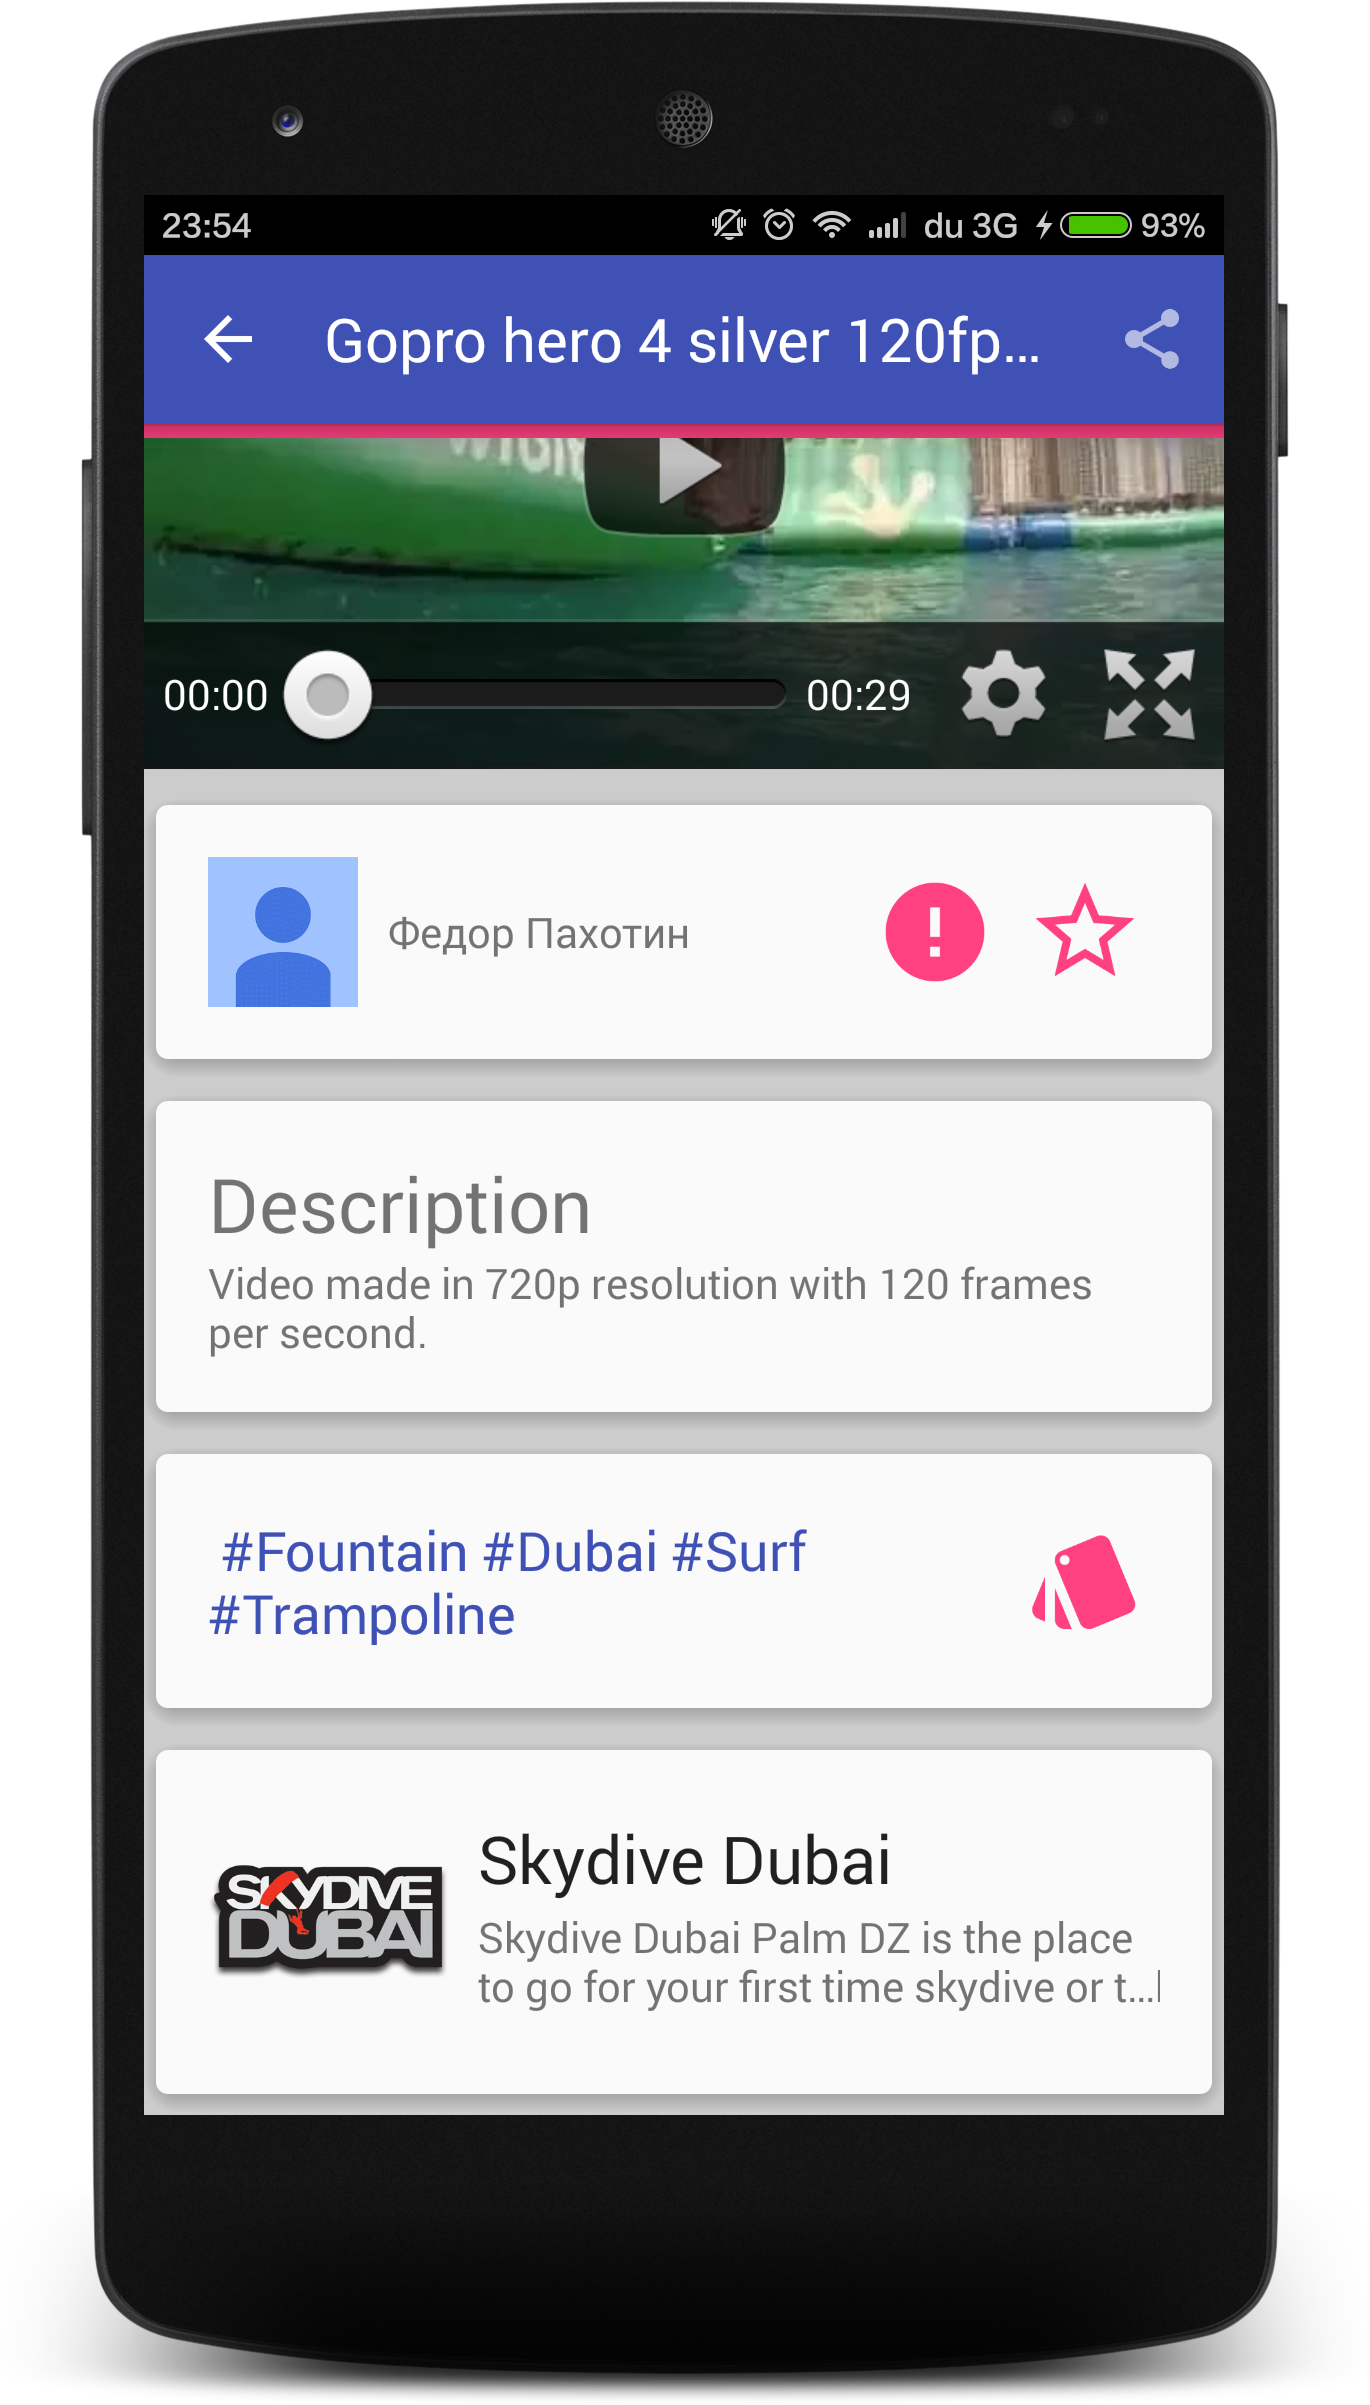 23:54 du 3G 93%
Gopro hero 4 silver 120fp...
00:00 00:29
Федор Пахотин
Description
Video made in 720p resolution with 120 frames
per second.
#Fountain #Dubai #Surf
#Trampoline
SKYDIVE
DUBAI
Skydive Dubai
Skydive Dubai Palm DZ is the place
to go for your first time skydive or t...